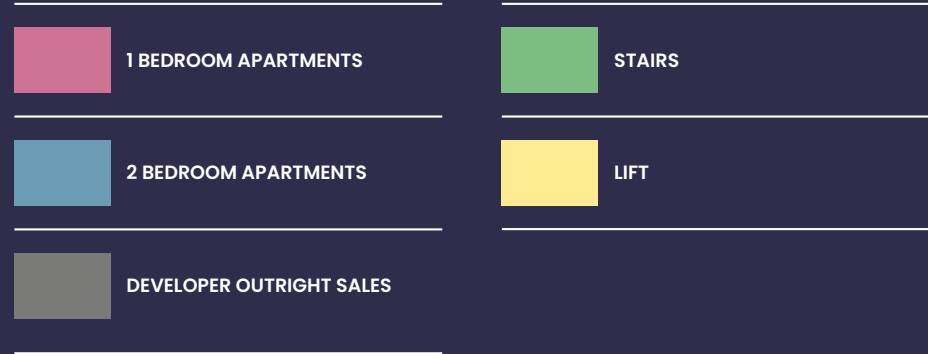 1 BEDROOM APARTMENTS
2 BEDROOM APARTMENTS
DEVELOPER OUTRIGHT SALES
STAIRS
LIFT